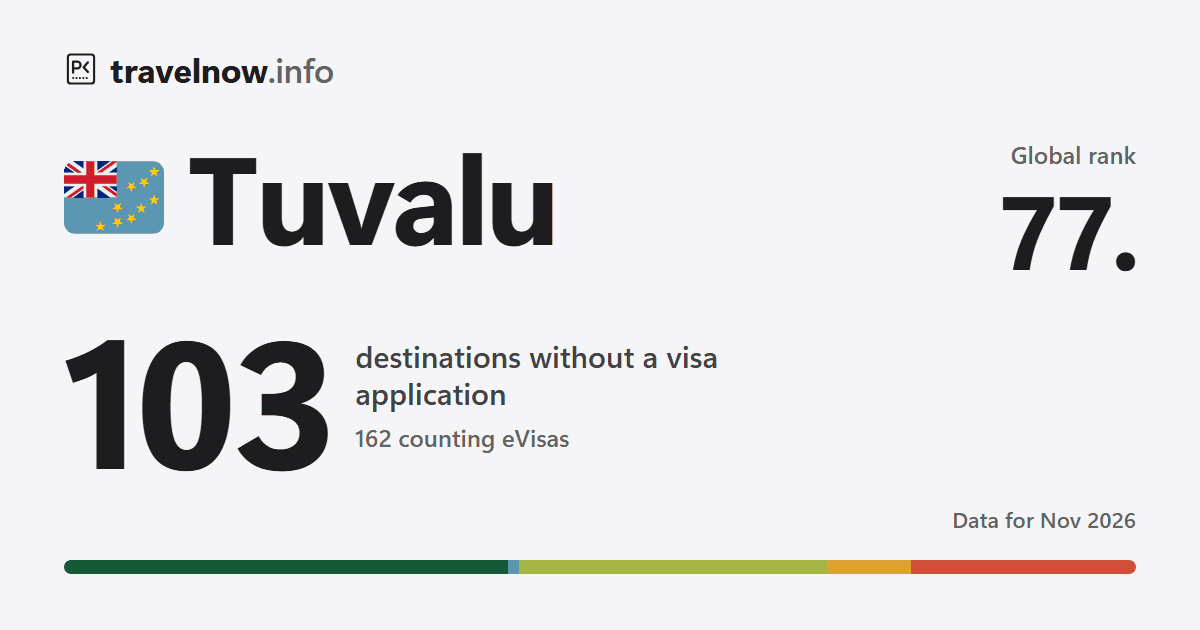 travelnow.info
Tuvalu
Global rank
77.
103
destinations without a visa
application
162 counting eVisas
Data for Nov 2026